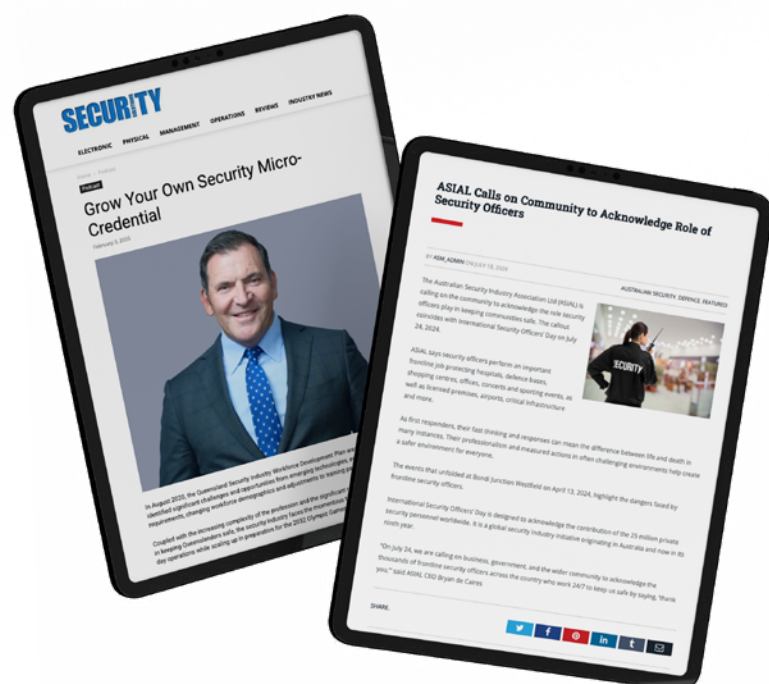 SECURITY
ELECTRONIC PHYSICAL MANAGEMENT OPERATIONS REVIEWS INDUSTRY NEWS
Home Podcast
Podcast
Grow Your Own Security Micro-
Credential
February 3, 2025
In August 2020, the Queensland Security Industry Workforce Development Plan
identified significant challenges and opportunities from emerging technologies,
requirements, changing workforce demographics and adjustments to training
Coupled with the increasing complexity of the profession and the significant
in keeping Queenslanders safe, the security industry faces the momentous
day operations while scaling up in preparation for the 2032 Olympic Games
ASIAL Calls on Community to Acknowledge Role of
Security Officers
BY ASM_ADMIN ON JULY 18, 2024
AUSTRALIAN SECURITY, DEFENCE, FEATURED
The Australian Security Industry Association Ltd (ASIAL) is
calling on the community to acknowledge the role security
officers play in keeping communities safe. The callout
coincides with International Security Officers' Day on July
24, 2024.
ASIAL says security officers perform an important
frontline job protecting hospitals, defence bases,
shopping centres, offices, concerts and sporting events, as
well as licensed premises, airports, critical infrastructure
and more.
SECURITY
As first responders, their fast thinking and responses can mean the difference between life and death in
many instances. Their professionalism and measured actions in often challenging environments help create
a safer environment for everyone.
The events that unfolded at Bondi Junction Westfield on April 13, 2024, highlight the dangers faced by
frontline security officers.
International Security Officers' Day is designed to acknowledge the contribution of the 25 million private
security personnel worldwide. It is a global security industry initiative originating in Australia and now in its
ninth year.
"On July 24, we are calling on business, government, and the wider community to acknowledge the
thousands of frontline security officers across the country who work 24/7 to keep us safe by saying, 'thank
you,'" said ASIAL CEO Bryan de Caires
SHARE.